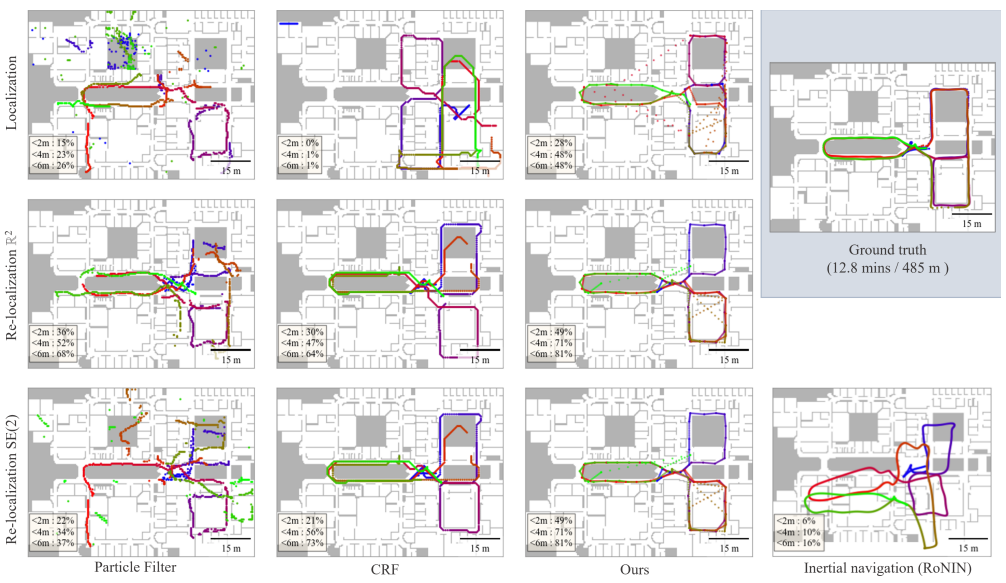 Localization
<2m : 15%
<4m : 23%
<6m : 26%
15 m
<2m : 0%
<4m : 1%
<6m : 1%
15 m
<2m : 28%
<4m : 48%
<6m : 48%
15 m
15 m
Ground truth
(12.8 mins / 485 m )
Re-localization ℝ²
<2m : 36%
<4m : 52%
<6m : 68%
15 m
<2m : 30%
<4m : 47%
<6m : 64%
15 m
<2m : 49%
<4m : 71%
<6m : 81%
15 m
Re-localization SE(2)
<2m : 22%
<4m : 34%
<6m : 37%
15 m
<2m : 21%
<4m : 56%
<6m : 73%
15 m
<2m : 49%
<4m : 71%
<6m : 81%
15 m
<2m : 6%
<4m : 10%
<6m : 16%
15 m
Particle Filter
CRF
Ours
Inertial navigation (RoNIN)